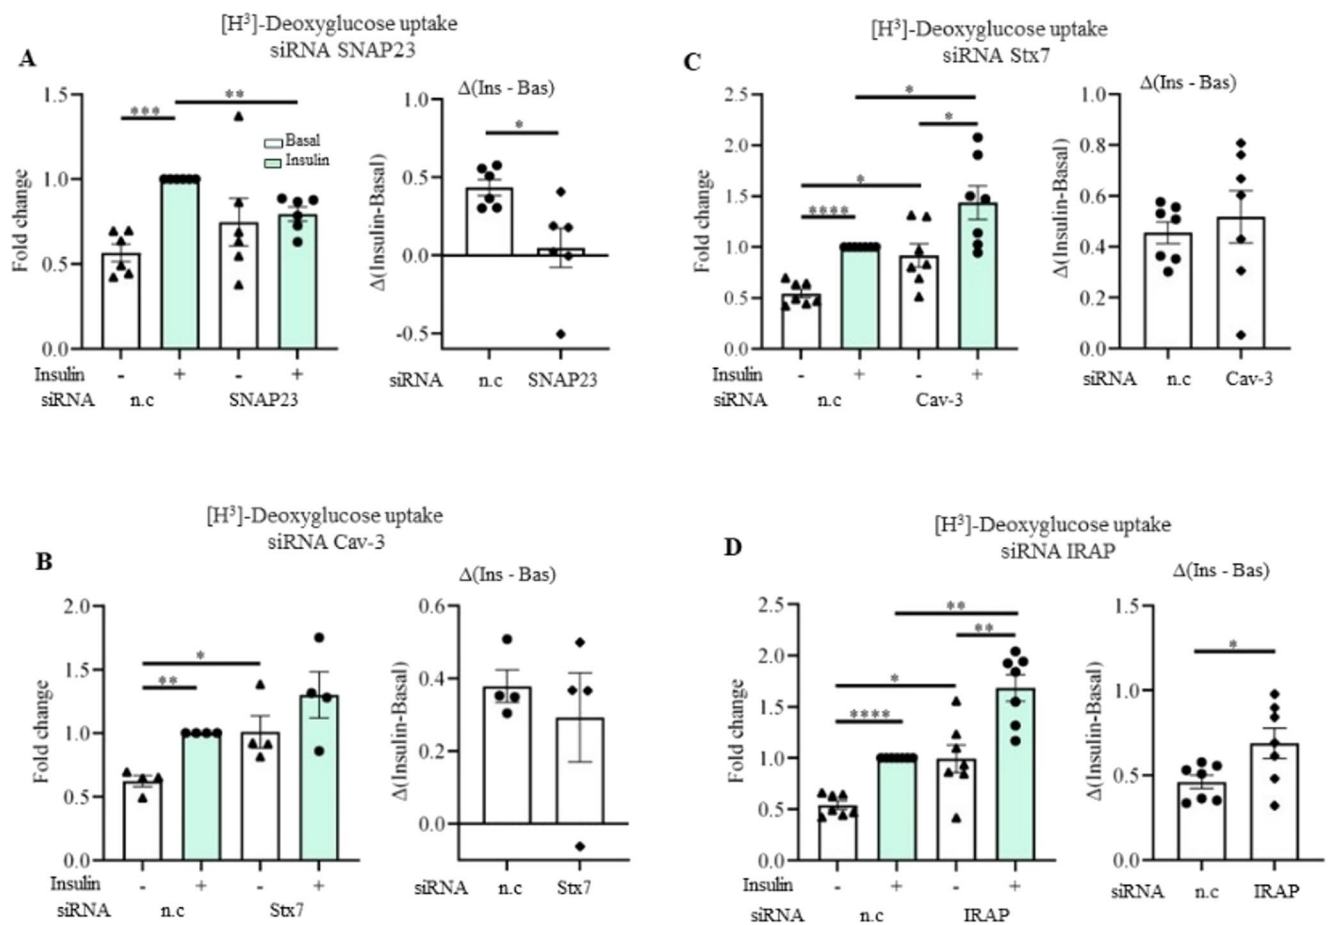 [H³]-Deoxyglucose uptake
siRNA SNAP23
A
Δ(Ins - Bas)
Fold change
1.5
1.0
0.5
0.0
***
**
Basal
Insulin
Δ(Insulin-Basal)
1.0
0.5
0.0
-0.5
*
Insulin - + - +
siRNA n.c SNAP23
siRNA n.c SNAP23
[H³]-Deoxyglucose uptake
siRNA Stx7
C
Δ(Ins - Bas)
Fold change
2.5
2.0
1.5
1.0
0.5
0.0
*
*
*
****
Δ(Insulin-Basal)
1.0
0.8
0.6
0.4
0.2
0.0
Insulin - + - +
siRNA n.c Cav-3
siRNA n.c Cav-3
[H³]-Deoxyglucose uptake
siRNA Cav-3
B
Δ(Ins - Bas)
Fold change
2.0
1.5
1.0
0.5
0.0
*
**
Δ(Insulin-Basal)
0.6
0.4
0.2
0.0
Insulin - + - +
siRNA n.c Stx7
siRNA n.c Stx7
[H³]-Deoxyglucose uptake
siRNA IRAP
D
Δ(Ins - Bas)
Fold change
2.5
2.0
1.5
1.0
0.5
0.0
**
**
*
****
Δ(Insulin-Basal)
1.5
1.0
0.5
0.0
*
Insulin - + - +
siRNA n.c IRAP
siRNA n.c IRAP